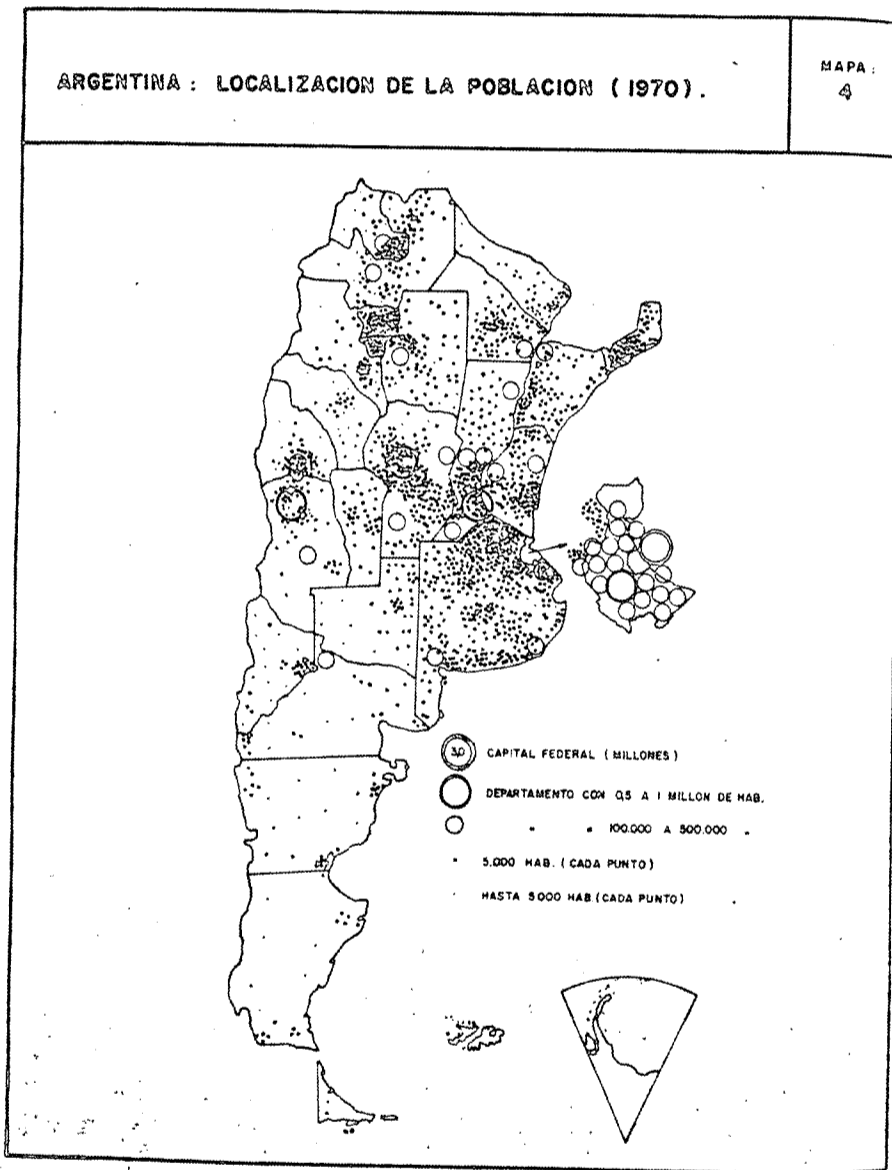 ARGENTINA : LOCALIZACION DE LA POBLACION ( 1970 ) .
MAPA :
4
3,0 CAPITAL FEDERAL ( MILLONES )
DEPARTAMENTO CON 0,5 A 1 MILLON DE HAB.
" " 100.000 A 500.000 "
5.000 HAB. ( CADA PUNTO )
HASTA 5000 HAB ( CADA PUNTO )